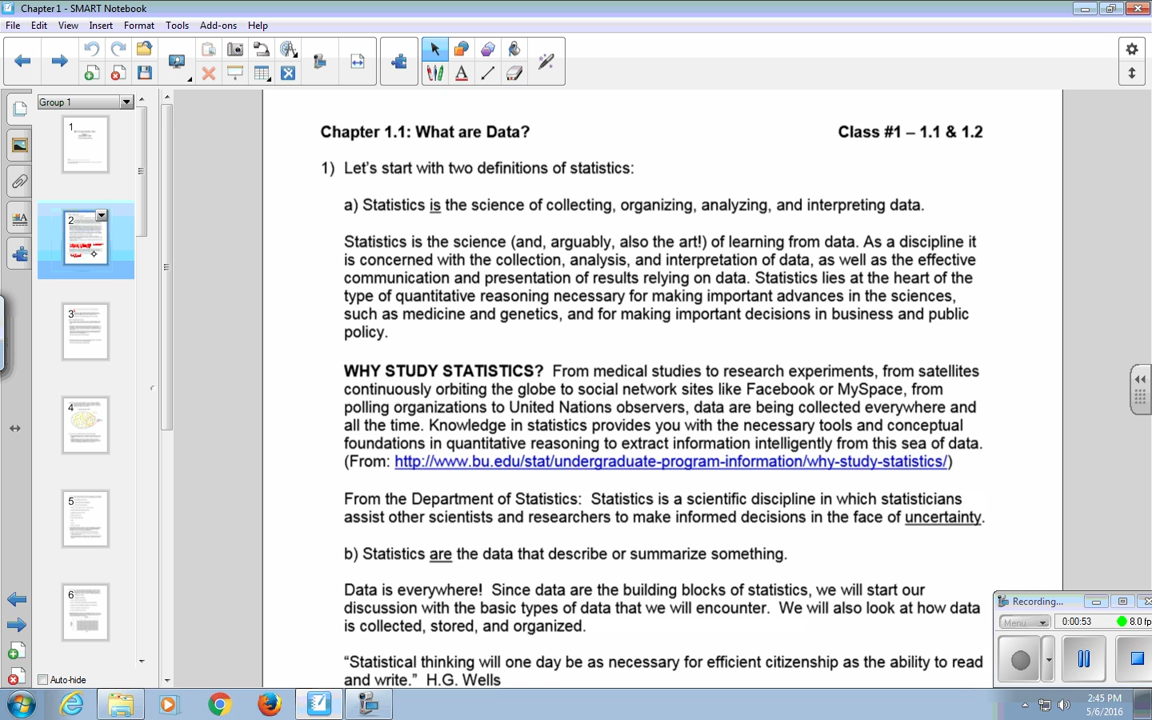 Chapter 1 - SMART Notebook
File Edit View Insert Format Tools Add-ons Help
Group 1
1
2
3
4
5
6
Auto-hide
Chapter 1.1: What are Data? Class #1 – 1.1 & 1.2
1) Let's start with two definitions of statistics:
a) Statistics is the science of collecting, organizing, analyzing, and interpreting data.
Statistics is the science (and, arguably, also the art!) of learning from data. As a discipline it
is concerned with the collection, analysis, and interpretation of data, as well as the effective
communication and presentation of results relying on data. Statistics lies at the heart of the
type of quantitative reasoning necessary for making important advances in the sciences,
such as medicine and genetics, and for making important decisions in business and public
policy.
WHY STUDY STATISTICS? From medical studies to research experiments, from satellites
continuously orbiting the globe to social network sites like Facebook or MySpace, from
polling organizations to United Nations observers, data are being collected everywhere and
all the time. Knowledge in statistics provides you with the necessary tools and conceptual
foundations in quantitative reasoning to extract information intelligently from this sea of data.
(From: http://www.bu.edu/stat/undergraduate-program-information/why-study-statistics/)
From the Department of Statistics: Statistics is a scientific discipline in which statisticians
assist other scientists and researchers to make informed decisions in the face of uncertainty.
b) Statistics are the data that describe or summarize something.
Data is everywhere! Since data are the building blocks of statistics, we will start our
discussion with the basic types of data that we will encounter. We will also look at how data
is collected, stored, and organized.
“Statistical thinking will one day be as necessary for efficient citizenship as the ability to read
and write.” H.G. Wells
Recording...
Menu 0:00:53 8.0 fp
2:45 PM
5/6/2016